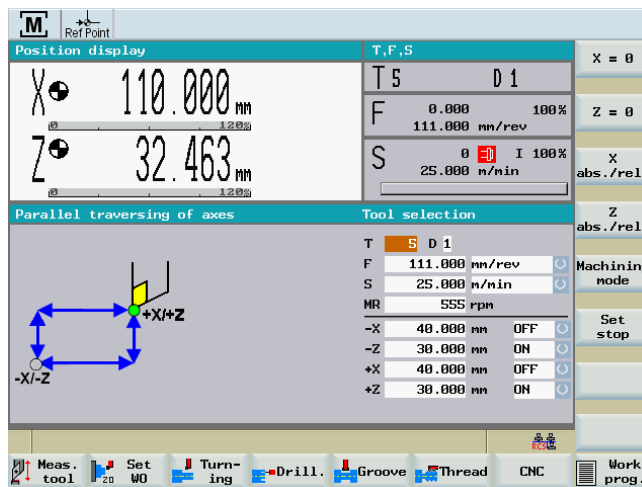 M
Ref Point
Position display
T,F,S
X = 0
X 110.000 mm
T 5 D 1
0 120%
F 0.000 100%
111.000 mm/rev
Z = 0
Z 32.463 mm
S 0 I 100%
25.000 m/min
X
abs./rel
0 120%
Z
abs./rel
Parallel traversing of axes
Tool selection
T 5 D 1
F 111.000 mm/rev
Machinin
mode
S 25.000 m/min
MR 555 rpm
+X/+Z
-X 40.000 mm OFF
Set
stop
-Z 30.000 mm ON
+X 40.000 mm OFF
-X/-Z
+Z 30.000 mm ON
RCS
Meas.
tool
Set
WO
ZO
Turn-
ing
Drill.
Groove
Thread
CNC
Work
prog